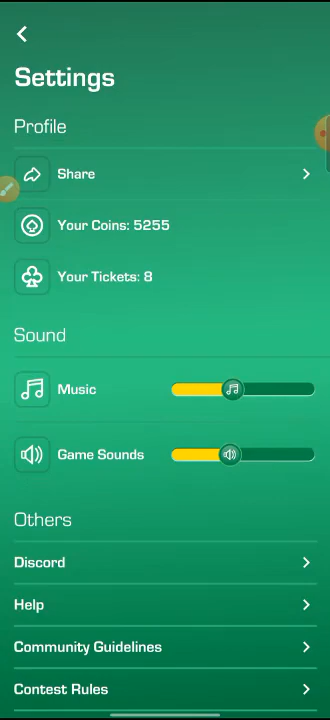 Settings
Profile
Share
Your Coins: 5255
Your Tickets: 8
Sound
Music
Game Sounds
Others
Discord
Help
Community Guidelines
Contest Rules